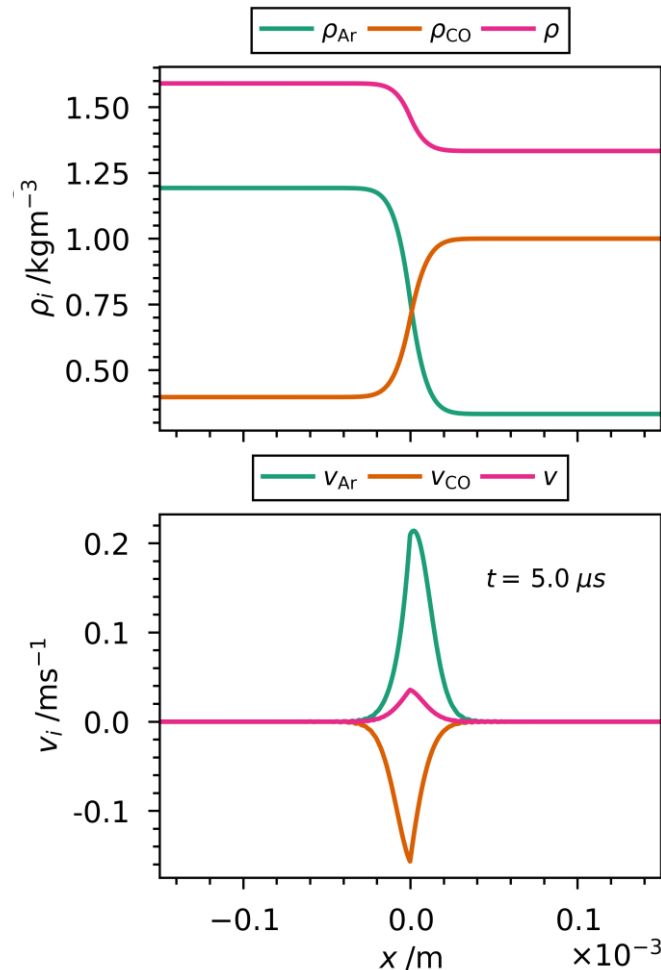 ρAr ρCO ρ
1.50
1.25
1.00
0.75
0.50
ρi /kgm−3
vAr vCO v
0.2
0.1
0.0
-0.1
vi /ms−1
t = 5.0 μs
−0.1 0.0 0.1
x /m ×10−3